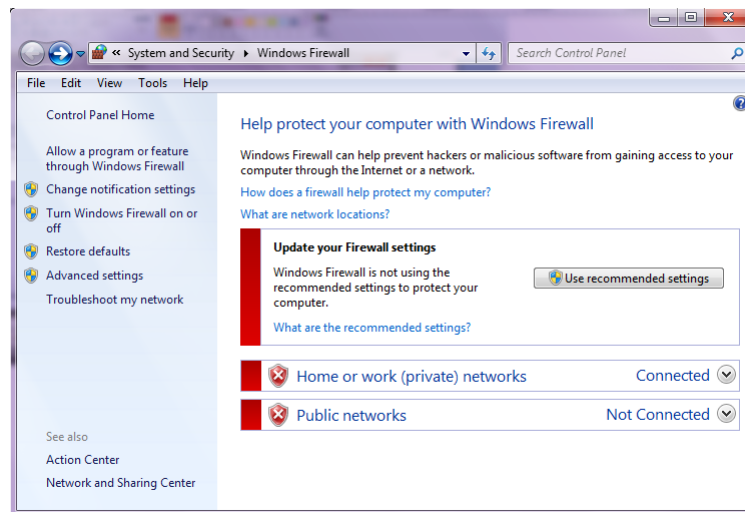 « System and Security ▸ Windows Firewall
Search Control Panel
File Edit View Tools Help
Control Panel Home
Allow a program or feature
through Windows Firewall
Change notification settings
Turn Windows Firewall on or
off
Restore defaults
Advanced settings
Troubleshoot my network
See also
Action Center
Network and Sharing Center
Help protect your computer with Windows Firewall
Windows Firewall can help prevent hackers or malicious software from gaining access to your
computer through the Internet or a network.
How does a firewall help protect my computer?
What are network locations?
Update your Firewall settings
Windows Firewall is not using the
recommended settings to protect your
computer.
What are the recommended settings?
Use recommended settings
Home or work (private) networks Connected
Public networks Not Connected